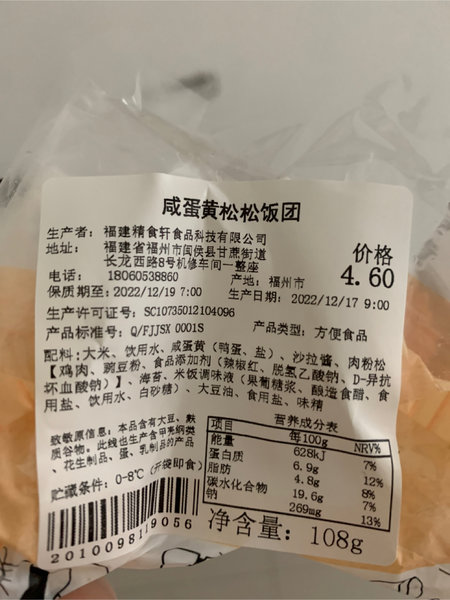 咸蛋黄松松饭团
生产者：福建精食轩食品科技有限公司
地址：福建省福州市闽侯县甘蔗街道
长龙西路8号机修车间一整座
价格
4.60
电话：18060538860
产地：福州市
保质期至：2022/12/19 7:00
生产日期：2022/12/17 9:00
生产许可证号：SC10735012104096
产品标准号：Q/FJJSX 0001S
产品类型：方便食品
配料：大米、饮用水、咸蛋黄（鸭蛋、盐）、沙拉酱、肉粉松
【鸡肉、豌豆粉、食品添加剂（辣椒红、脱氢乙酸钠、D-异抗
坏血酸钠）】、海苔、米饭调味液（果葡糖浆、酿造食醋、食
用盐、饮用水、白砂糖）、大豆油、食用盐、味精
致敏原信息：本品含有大豆、麸
质谷物。此线也生产含甲壳纲类
、花生制品、蛋、乳制品的产品
贮藏条件：0-8℃（开袋即食）
营养成分表
项目 每100g NRV%
能量 628kJ 7%
蛋白质 6.9g 12%
脂肪 4.8g 8%
碳水化合物 19.6g 7%
钠 269mg 13%
净含量：108g
2010098119056